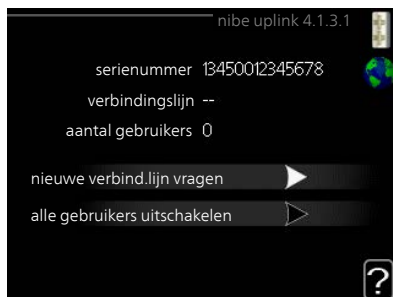 nibe uplink 4.1.3.1
serienummer 13450012345678
verbindingslijn --
aantal gebruikers 0
nieuwe verbind.lijn vragen
alle gebruikers uitschakelen
?